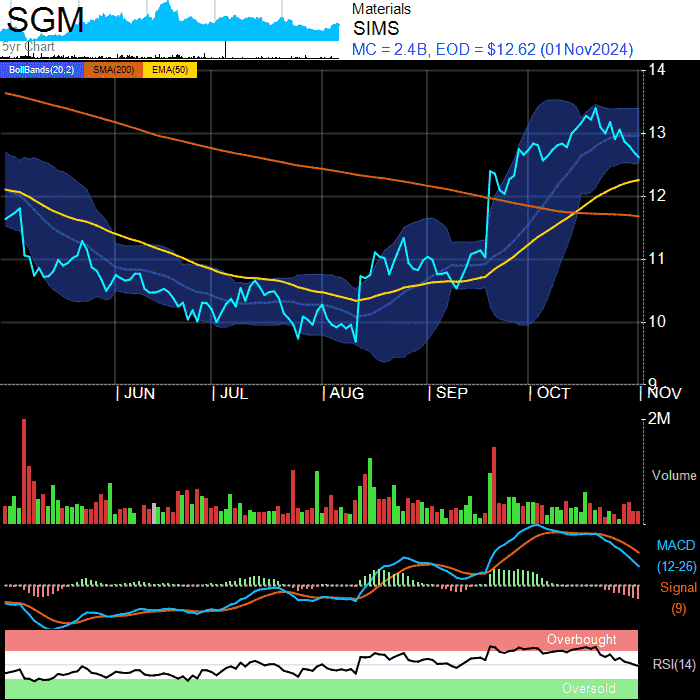 SGM
5yr Chart
Materials
SIMS
MC = 2.4B, EOD = $12.62 (01Nov2024)
BollBands(20,2) SMA(200) EMA(50)
14
13
12
11
10
9
JUN JUL AUG SEP OCT NOV
2M
Volume
MACD
(12-26)
Signal
(9)
Overbought
RSI(14)
Oversold